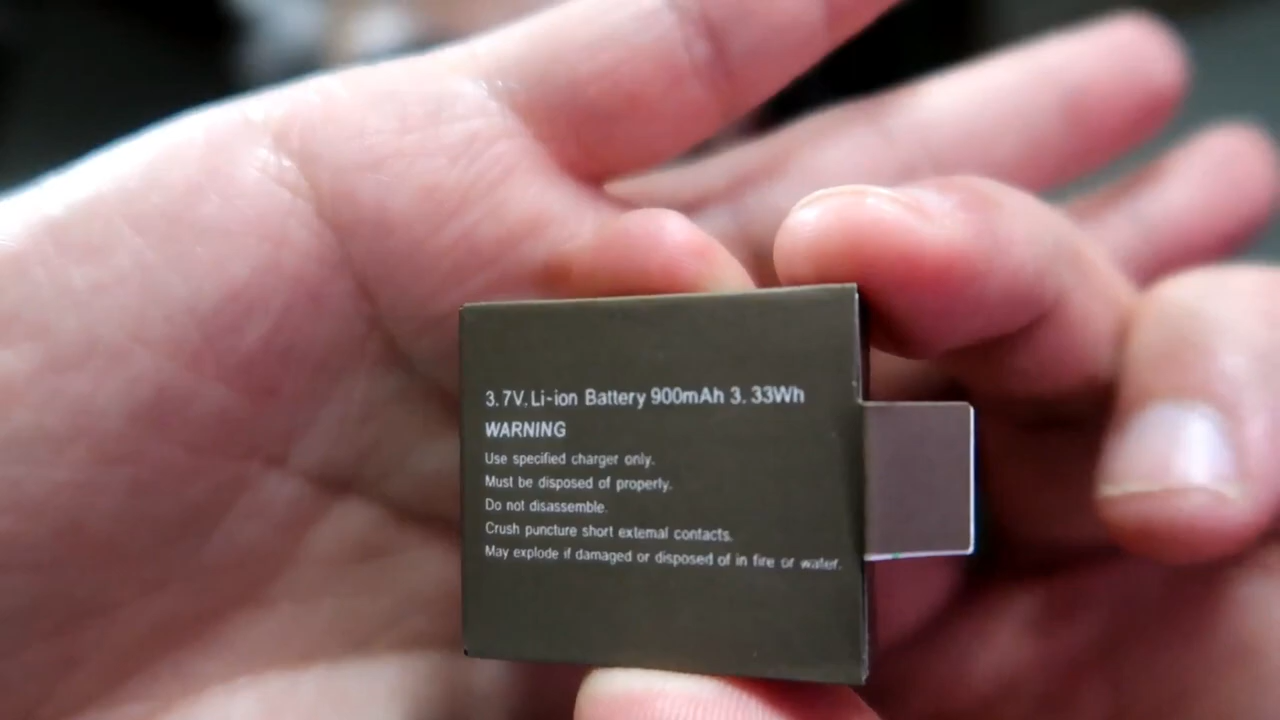 3.7V. Li-ion Battery 900mAh 3.33Wh
WARNING
Use specified charger only.
Must be disposed of properly.
Do not disassemble.
Crush puncture short external contacts.
May explode if damaged or disposed of in fire or water.